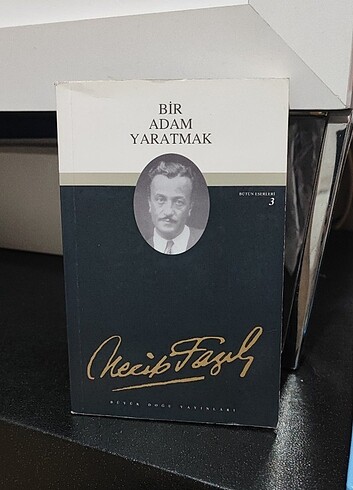 BİR
ADAM
YARATMAK
BÜTÜN ESERLERİ
3
Necip Fazıl
BÜYÜK DOĞU YAYINLARI